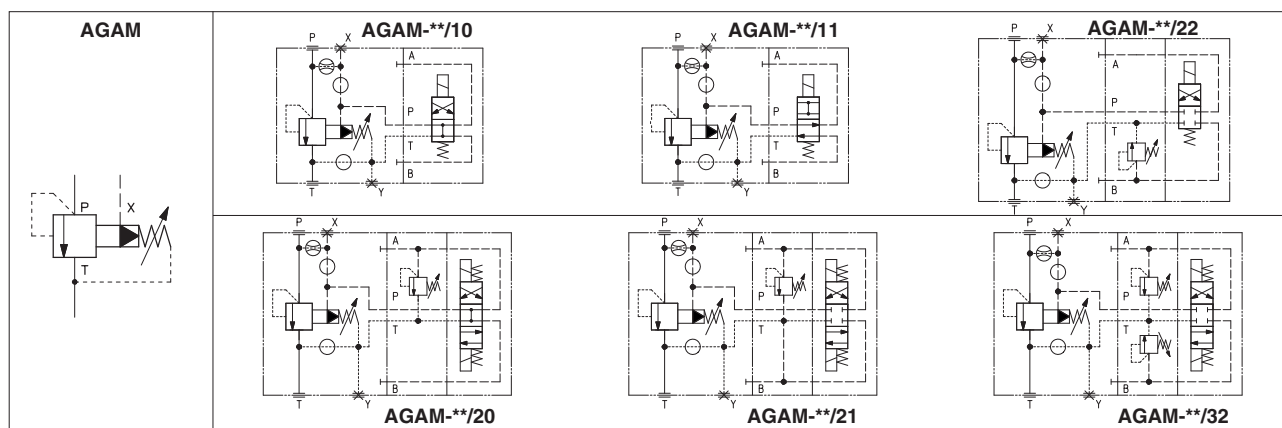 AGAM
P
X
T
AGAM-**/10
P X
A
P
T
B
T Y
AGAM-**/11
P X
A
P
T
B
T Y
AGAM-**/22
P X
A
P
T
B
T Y
P X
A
P
T
B
T Y
AGAM-**/20
P X
A
P
T
B
T Y
AGAM-**/21
P X
A
P
T
B
T Y
AGAM-**/32